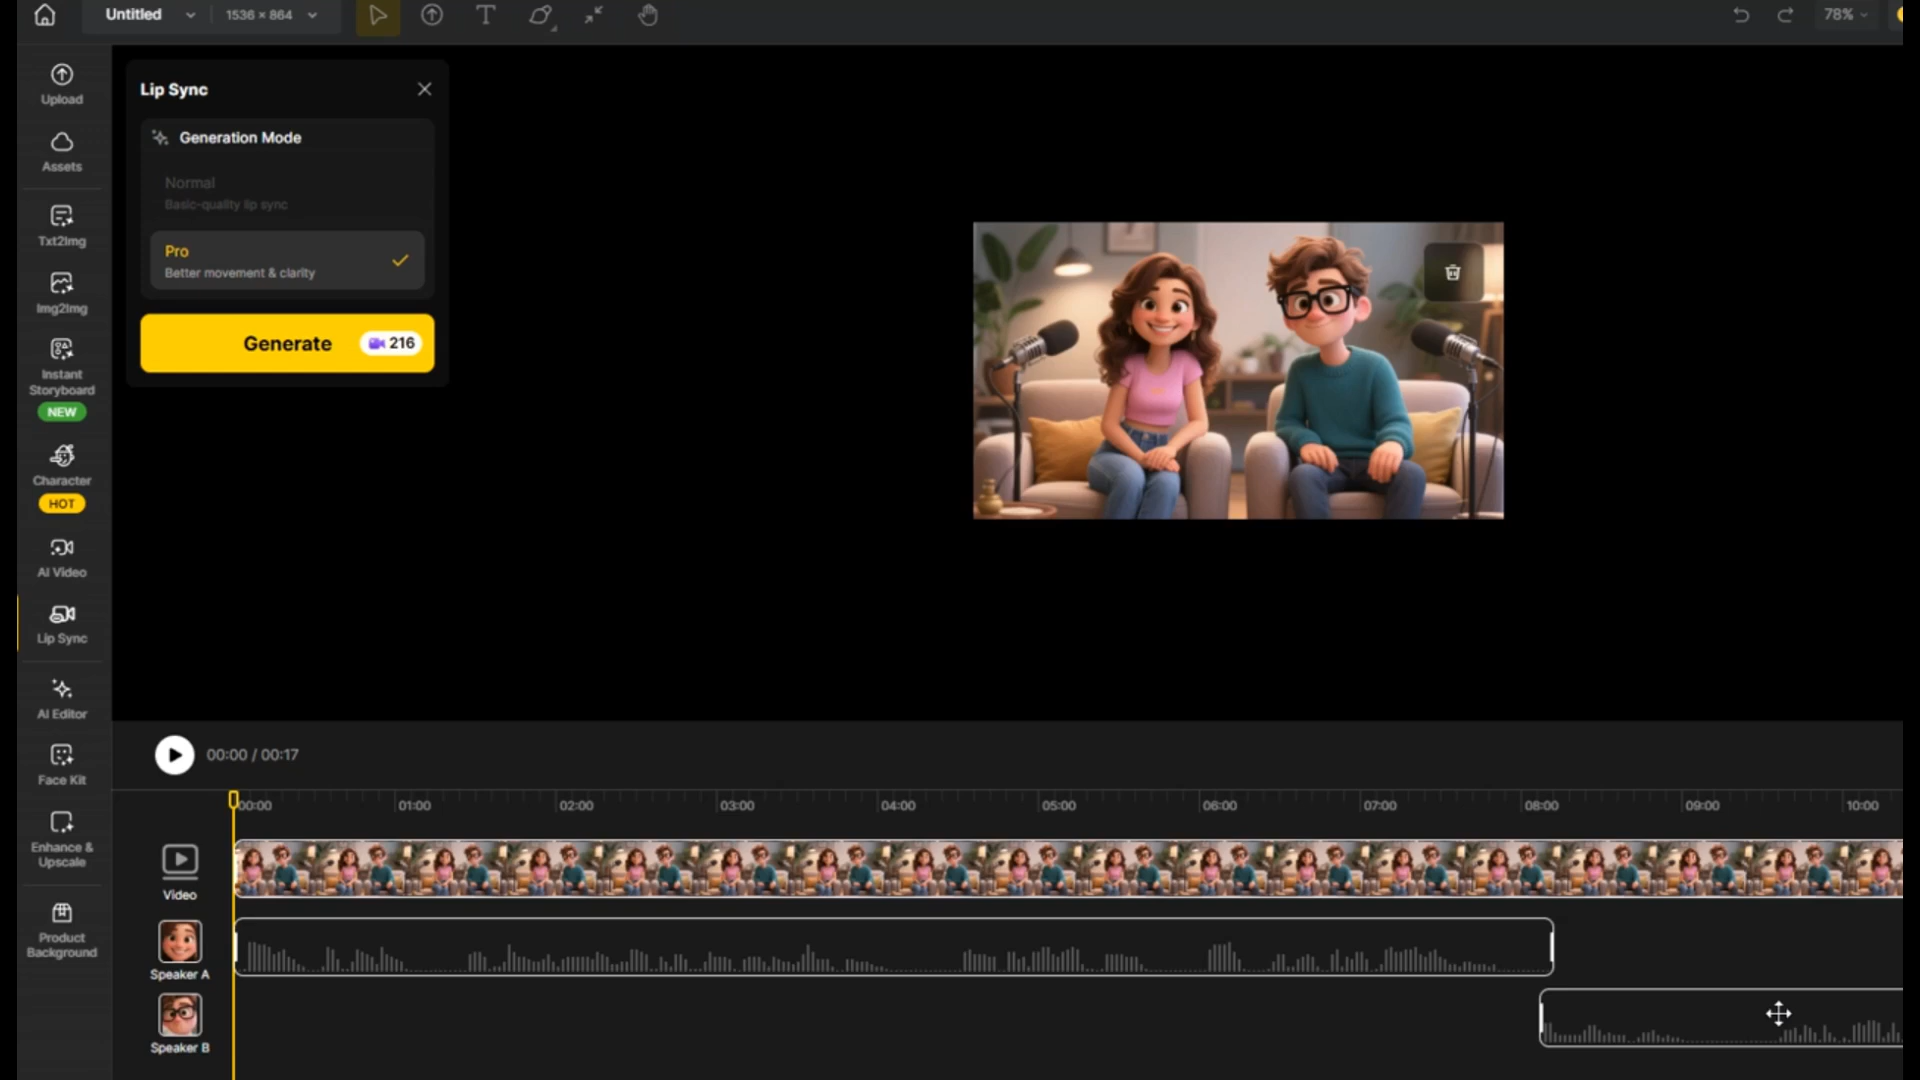 Untitled
1536 × 864
78%
Upload
Assets
Txt2Img
Img2Img
Instant
Storyboard
NEW
Character
HOT
AI Video
Lip Sync
AI Editor
Face Kit
Enhance &
Upscale
Product
Background
Lip Sync
Generation Mode
Normal
Basic-quality lip sync
Pro
Better movement & clarity
Generate
216
00:00 / 00:17
00:00
01:00
02:00
03:00
04:00
05:00
06:00
07:00
08:00
09:00
10:00
Video
Speaker A
Speaker B